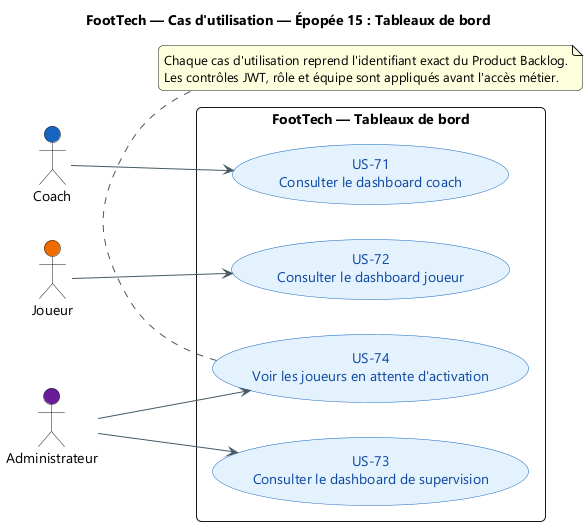 FootTech — Cas d'utilisation — Épopée 15 : Tableaux de bord
Chaque cas d'utilisation reprend l'identifiant exact du Product Backlog.
Les contrôles JWT, rôle et équipe sont appliqués avant l'accès métier.
FootTech — Tableaux de bord
Coach
US-71
Consulter le dashboard coach
Joueur
US-72
Consulter le dashboard joueur
US-74
Voir les joueurs en attente d'activation
Administrateur
US-73
Consulter le dashboard de supervision